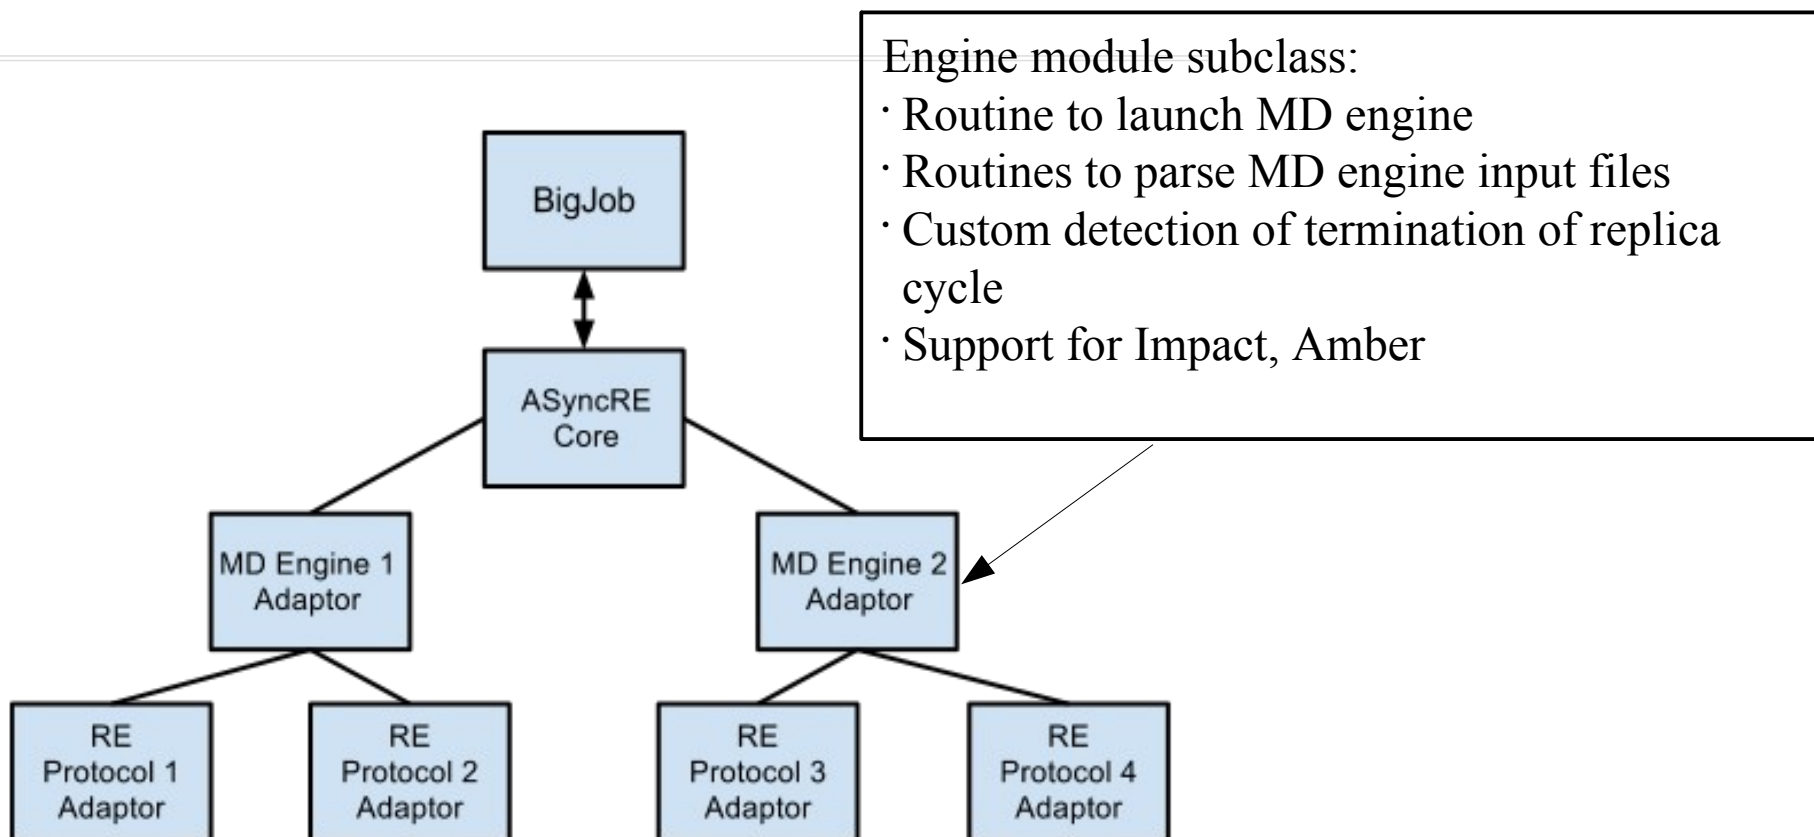 Engine module subclass:
· Routine to launch MD engine
· Routines to parse MD engine input files
· Custom detection of termination of replica
cycle
· Support for Impact, Amber
BigJob
ASyncRE
Core
MD Engine 1
Adaptor
MD Engine 2
Adaptor
RE
Protocol 1
Adaptor
RE
Protocol 2
Adaptor
RE
Protocol 3
Adaptor
RE
Protocol 4
Adaptor